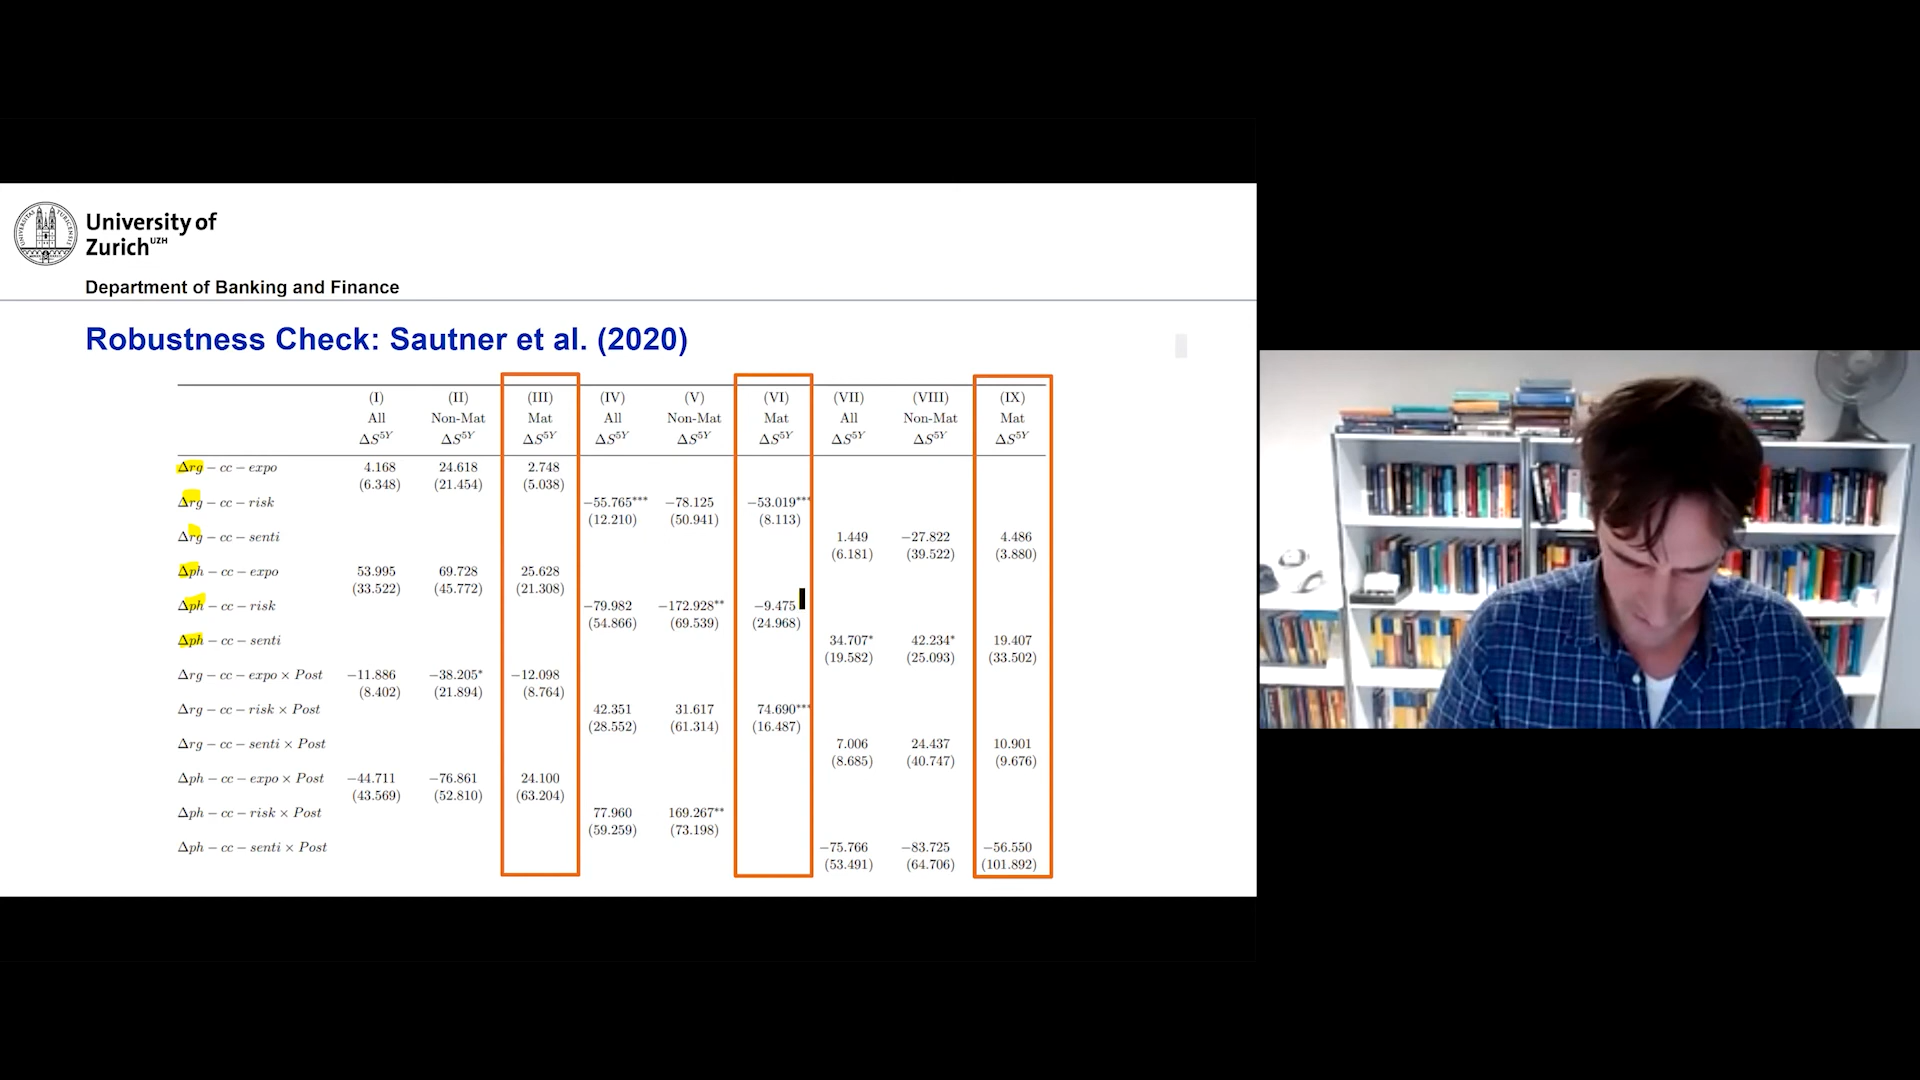 University of
Zurich UZH
Department of Banking and Finance
Robustness Check: Sautner et al. (2020)
(I) (II) (III) (IV) (V) (VI) (VII) (VIII) (IX)
All Non-Mat Mat All Non-Mat Mat All Non-Mat Mat
ΔS^5Y ΔS^5Y ΔS^5Y ΔS^5Y ΔS^5Y ΔS^5Y ΔS^5Y ΔS^5Y ΔS^5Y
Δrg − cc − expo 4.168 24.618 2.748
(6.348) (21.454) (5.038)
Δrg − cc − risk −55.765*** −78.125 −53.019***
(12.210) (50.941) (8.113)
Δrg − cc − senti 1.449 −27.822 4.486
(6.181) (39.522) (3.880)
Δph − cc − expo 53.995 69.728 25.628
(33.522) (45.772) (21.308)
Δph − cc − risk −79.982 −172.928** −9.475
(54.866) (69.539) (24.968)
Δph − cc − senti 34.707* 42.234* 19.407
(19.582) (25.093) (33.502)
Δrg − cc − expo × Post −11.886 −38.205* −12.098
(8.402) (21.894) (8.764)
Δrg − cc − risk × Post 42.351 31.617 74.690***
(28.552) (61.314) (16.487)
Δrg − cc − senti × Post 7.006 24.437 10.901
(8.685) (40.747) (9.676)
Δph − cc − expo × Post −44.711 −76.861 24.100
(43.569) (52.810) (63.204)
Δph − cc − risk × Post 77.960 169.267**
(59.259) (73.198)
Δph − cc − senti × Post −75.766 −83.725 −56.550
(53.491) (64.706) (101.892)